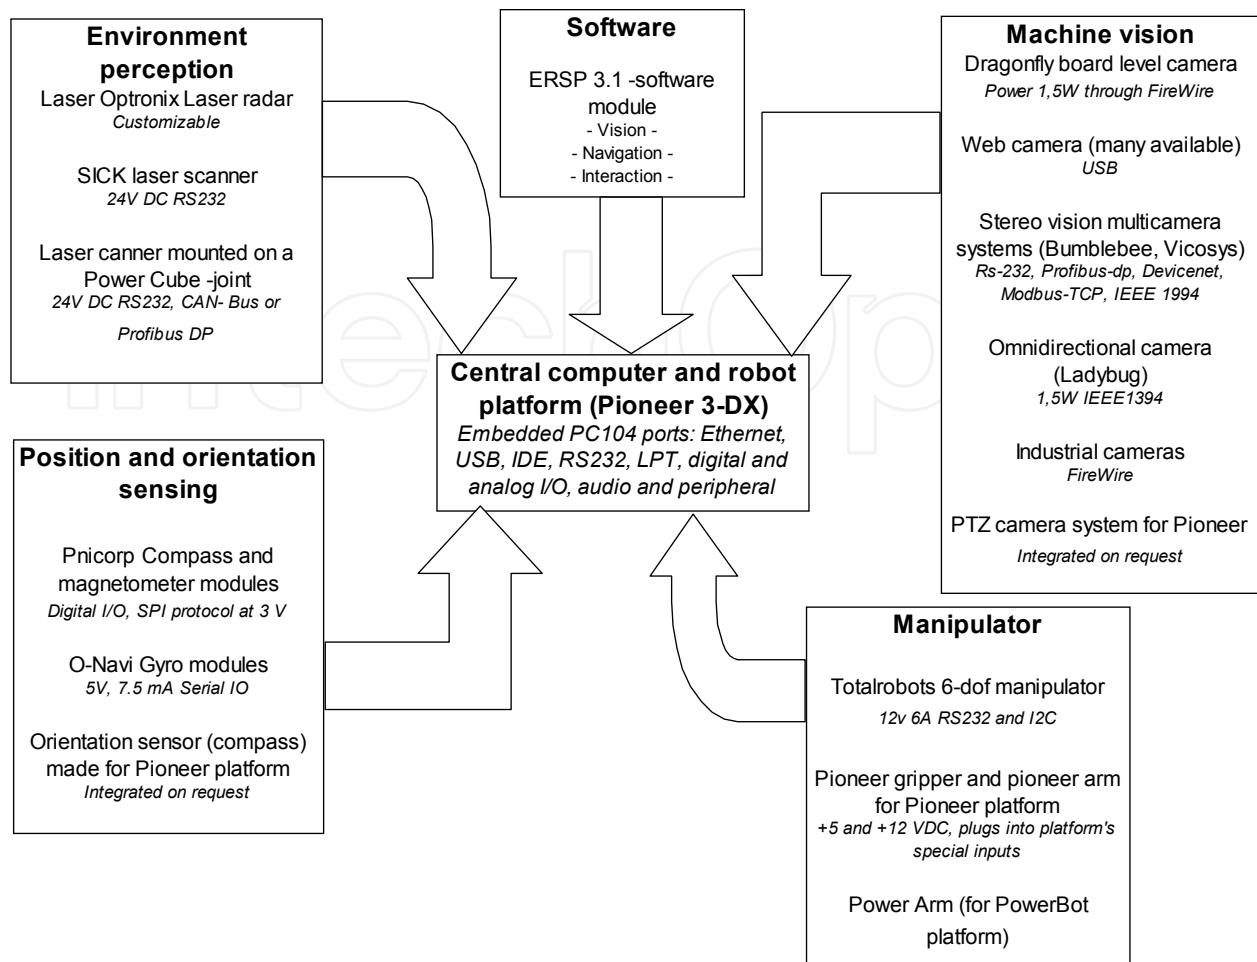 Environment
perception
Laser Optronix Laser radar
Customizable
SICK laser scanner
24V DC RS232
Laser canner mounted on a
Power Cube -joint
24V DC RS232, CAN- Bus or
Profibus DP
Software
ERSP 3.1 -software
module
- Vision -
- Navigation -
- Interaction -
Machine vision
Dragonfly board level camera
Power 1,5W through FireWire
Web camera (many available)
USB
Stereo vision multicamera
systems (Bumblebee, Vicosys)
Rs-232, Profibus-dp, Devicenet,
Modbus-TCP, IEEE 1994
Omnidirectional camera
(Ladybug)
1,5W IEEE1394
Industrial cameras
FireWire
PTZ camera system for Pioneer
Integrated on request
Central computer and robot
platform (Pioneer 3-DX)
Embedded PC104 ports: Ethernet,
USB, IDE, RS232, LPT, digital and
analog I/O, audio and peripheral
Position and orientation
sensing
Pnicorp Compass and
magnetometer modules
Digital I/O, SPI protocol at 3 V
O-Navi Gyro modules
5V, 7.5 mA Serial IO
Orientation sensor (compass)
made for Pioneer platform
Integrated on request
Manipulator
Totalrobots 6-dof manipulator
12v 6A RS232 and I2C
Pioneer gripper and pioneer arm
for Pioneer platform
+5 and +12 VDC, plugs into platform's
special inputs
Power Arm (for PowerBot
platform)